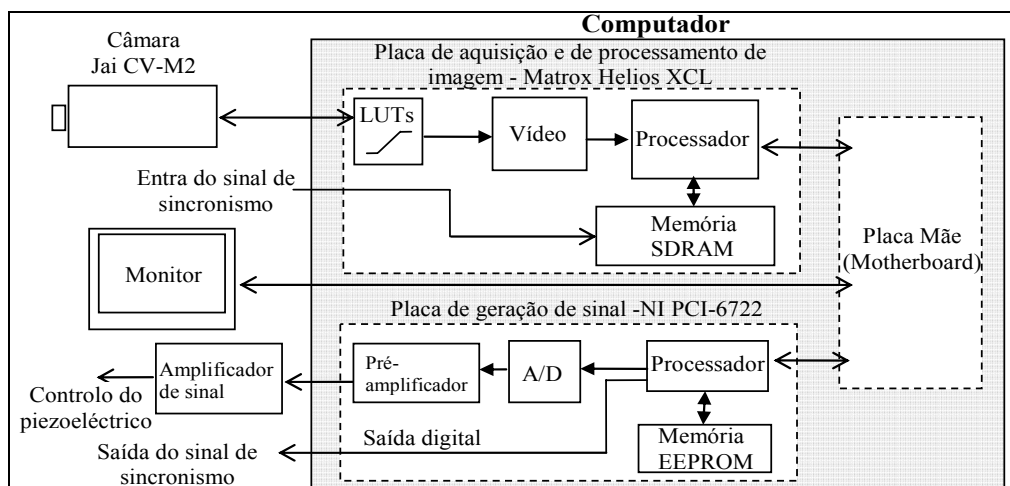 Computador
Câmara
Jai CV-M2
Placa de aquisição e de processamento de
imagem - Matrox Helios XCL
LUTs
Vídeo
Processador
Entra do sinal de
sincronismo
Memória
SDRAM
Placa Mãe
(Motherboard)
Monitor
Placa de geração de sinal -NI PCI-6722
Amplificador
de sinal
Pré-
amplificador
A/D
Processador
Controlo do
piezoeléctrico
Saída digital
Memória
EEPROM
Saída do sinal de
sincronismo